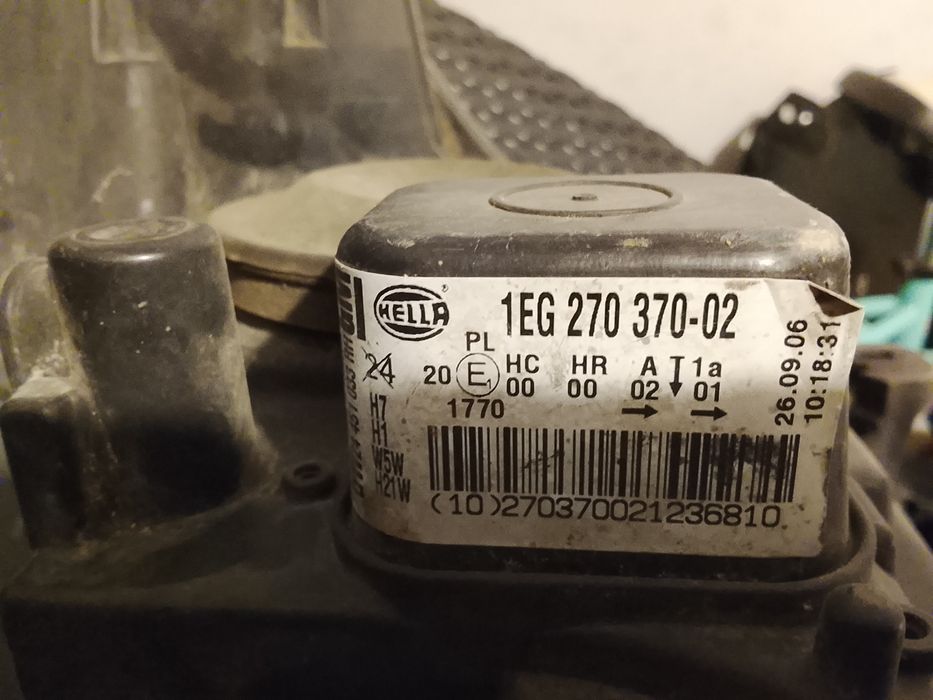 HELLA ®
1EG 270 370-02
PL
24
20 E1 HC HR A 1a
00 00 02 01
1770
H7
H1
W5W
H21W
(10)270370021236810
26.09.06
10:18:31